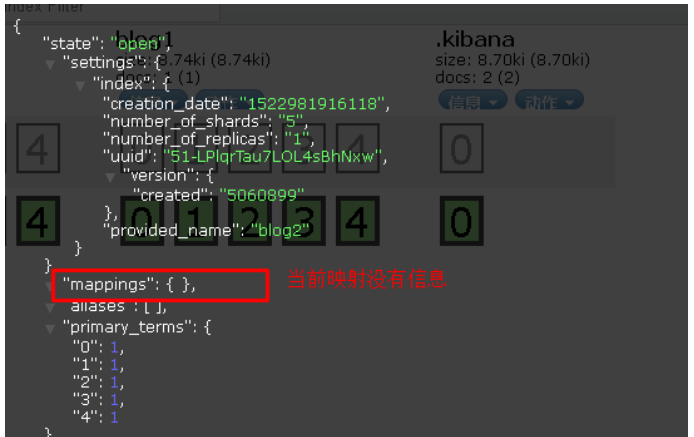 Index Filter
{
"state": "open",
"settings": {
"index": {
"creation_date": "1522981916118",
"number_of_shards": "5",
"number_of_replicas": "1",
"uuid": "51-LPlqrTau7LOL4sBhNxw",
"version": {
"created": "5060899"
},
"provided_name": "blog2"
}
}
"mappings": { },
"aliases": [ ],
"primary_terms": {
"0": 1,
"1": 1,
"2": 1,
"3": 1,
"4": 1
}
当前映射没有信息
blog1
size: 8.74ki (8.74ki)
docs: 1 (1)
.kibana
size: 8.70ki (8.70ki)
docs: 2 (2)
信息 动作
4 0
4 0 1 2 3 4 0